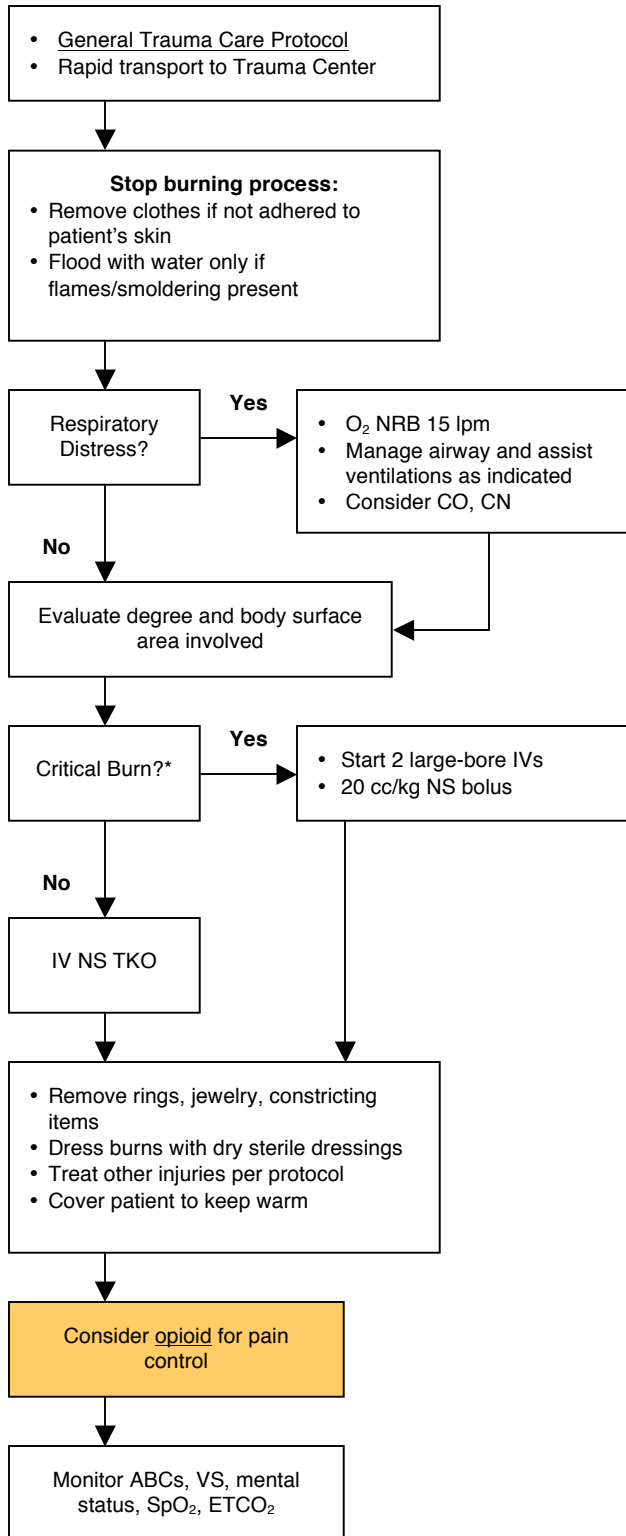 • General Trauma Care Protocol
• Rapid transport to Trauma Center
Stop burning process:
• Remove clothes if not adhered to
patient's skin
• Flood with water only if
flames/smoldering present
Respiratory
Distress?
Yes
• O₂ NRB 15 lpm
• Manage airway and assist
ventilations as indicated
• Consider CO, CN
No
Evaluate degree and body surface
area involved
Critical Burn?*
Yes
• Start 2 large-bore IVs
• 20 cc/kg NS bolus
No
IV NS TKO
• Remove rings, jewelry, constricting
items
• Dress burns with dry sterile dressings
• Treat other injuries per protocol
• Cover patient to keep warm
Consider opioid for pain
control
Monitor ABCs, VS, mental
status, SpO₂, ETCO₂